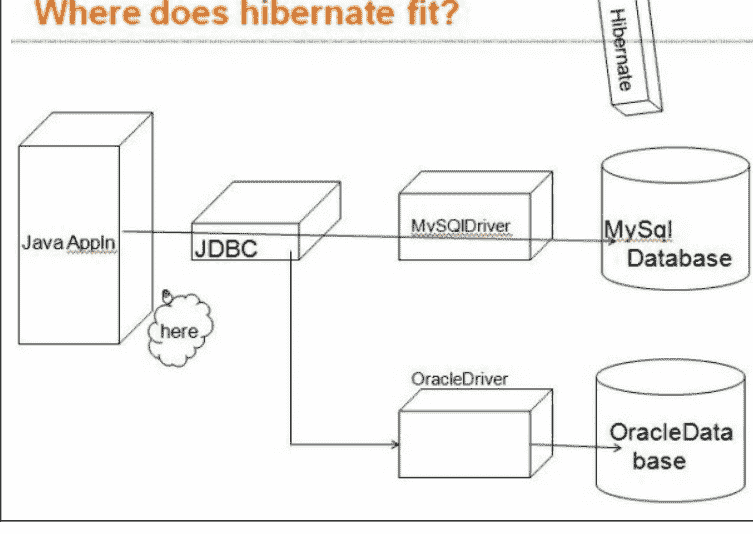 Where does hibernate fit?
Hibernate
Java Appln
JDBC
MySQlDriver
MySql
Database
here
OracleDriver
OracleData
base